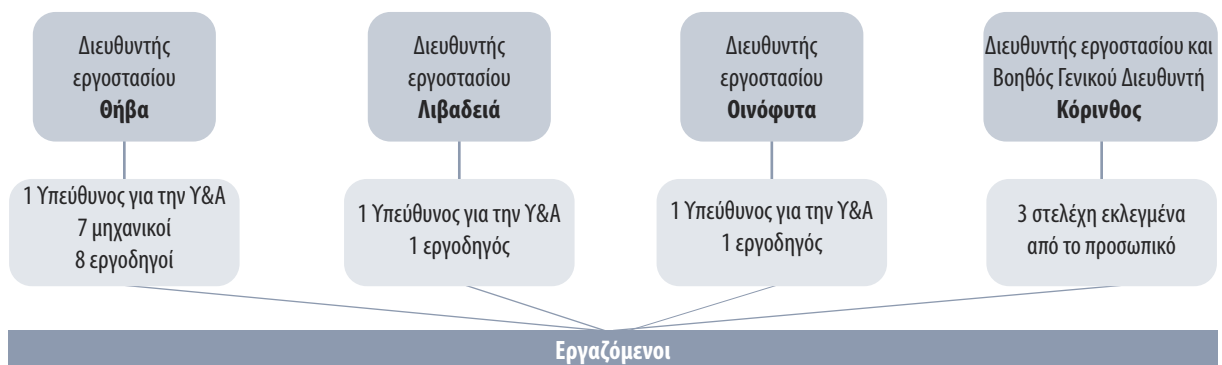 Διευθυντής
εργοστασίου
Θήβα
Διευθυντής
εργοστασίου
Λιβαδειά
Διευθυντής
εργοστασίου
Οινόφυτα
Διευθυντής εργοστασίου και
Βοηθός Γενικού Διευθυντή
Κόρινθος
1 Υπεύθυνος για την Υ&Α
7 μηχανικοί
8 εργοδηγοί
1 Υπεύθυνος για την Υ&Α
1 εργοδηγός
1 Υπεύθυνος για την Υ&Α
1 εργοδηγός
3 στελέχη εκλεγμένα
από το προσωπικό
Εργαζόμενοι